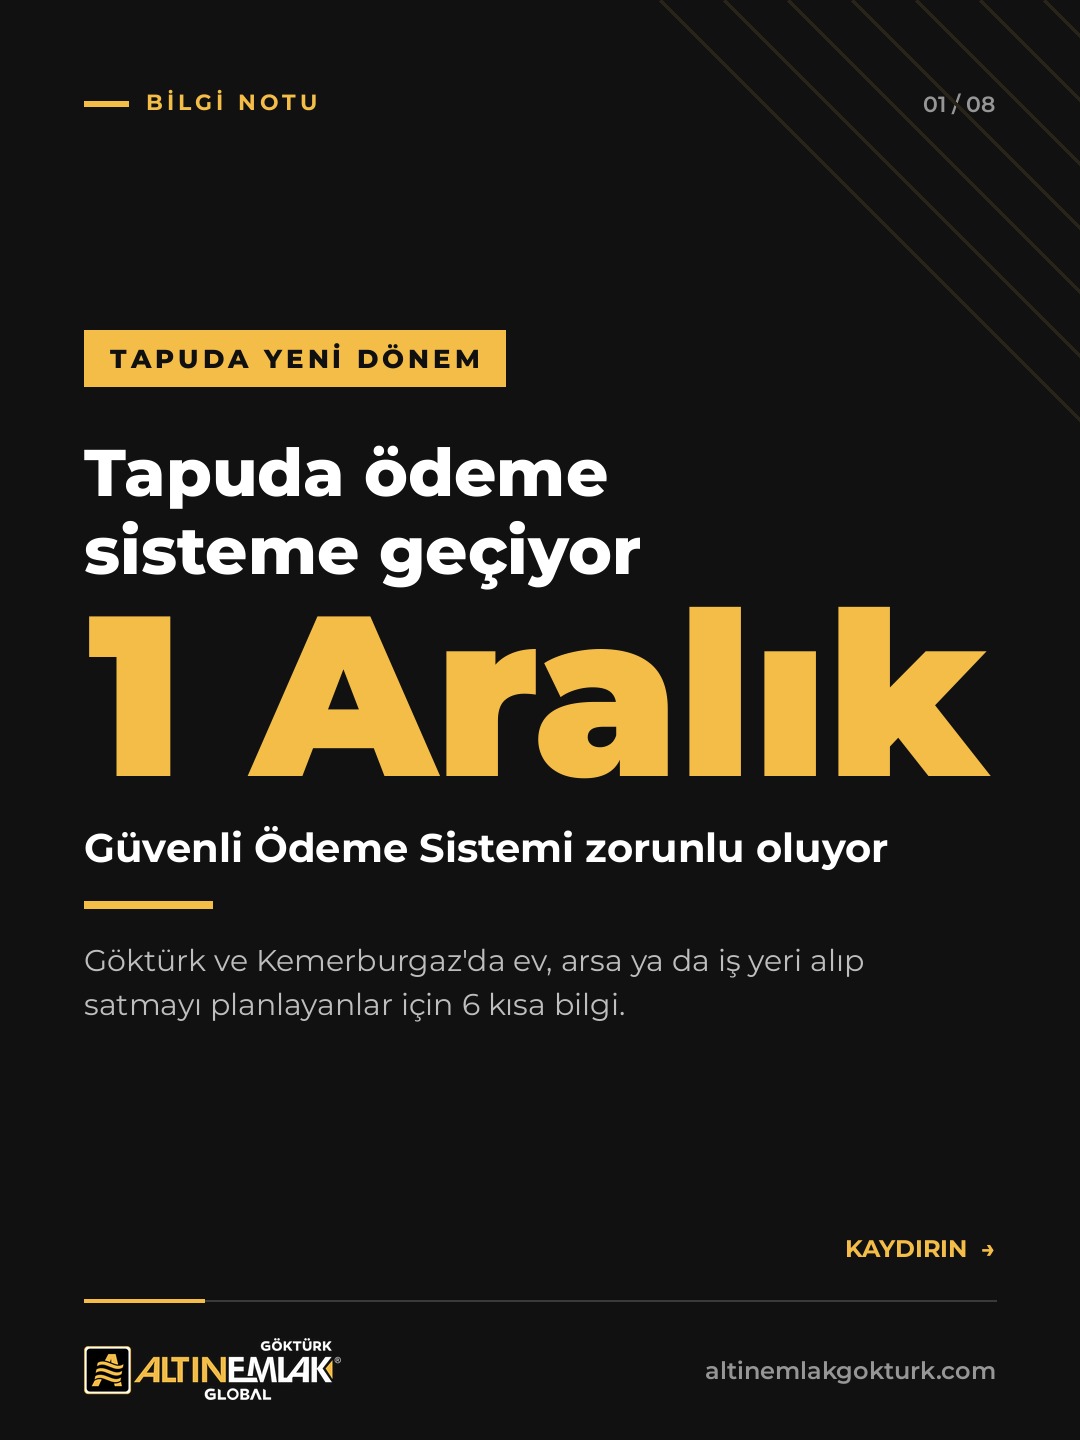 BİLGİ NOTU
01 / 08
TAPUDA YENİ DÖNEM
Tapuda ödeme
sisteme geçiyor
1 Aralık
Güvenli Ödeme Sistemi zorunlu oluyor
Göktürk ve Kemerburgaz'da ev, arsa ya da iş yeri alıp
satmayı planlayanlar için 6 kısa bilgi.
KAYDIRIN →
GÖKTÜRK
ALTINEMLAK®
GLOBAL
altinemlakgokturk.com